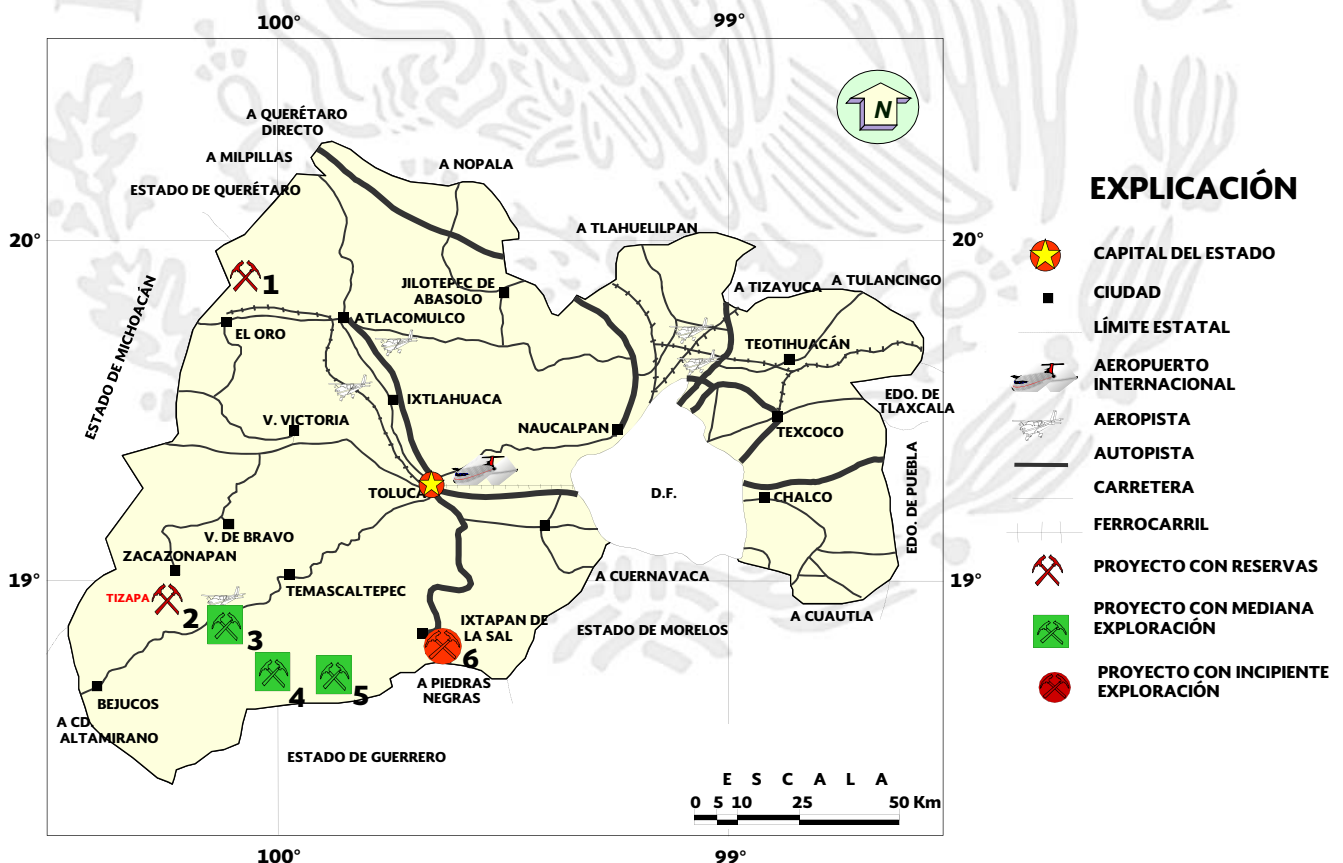 100°
99°
A QUERÉTARO
DIRECTO
A MILPILLAS
A NOPALA
ESTADO DE QUERÉTARO
A TLAHUELILPAN
N
20°
20°
ESTADO DE MICHOACÁN
1
JILOTEPEC DE
ABASOLO
A TIZAYUCA
A TULANCINGO
EL ORO
ATLACOMULCO
TEOTIHUACÁN
IXTLAHUACA
V. VICTORIA
NAUCALPAN
EDO. DE
TLAXCALA
TEXCOCO
TOLUCA
D.F.
CHALCO
EDO. DE PUEBLA
V. DE BRAVO
ZACAZONAPAN
19°
19°
TIZAPA
TEMASCALTEPEC
A CUERNAVACA
A CUAUTLA
2
3
IXTAPAN DE
LA SAL
ESTADO DE MORELOS
6
4
5
A PIEDRAS
NEGRAS
BEJUCOS
A CD.
ALTAMIRANO
ESTADO DE GUERRERO
E S C A L A
0 5 10 25 50 Km
100°
99°
EXPLICACIÓN
CAPITAL DEL ESTADO
CIUDAD
LÍMITE ESTATAL
AEROPUERTO
INTERNACIONAL
AEROPISTA
AUTOPISTA
CARRETERA
FERROCARRIL
PROYECTO CON RESERVAS
PROYECTO CON MEDIANA
EXPLORACIÓN
PROYECTO CON INCIPIENTE
EXPLORACIÓN